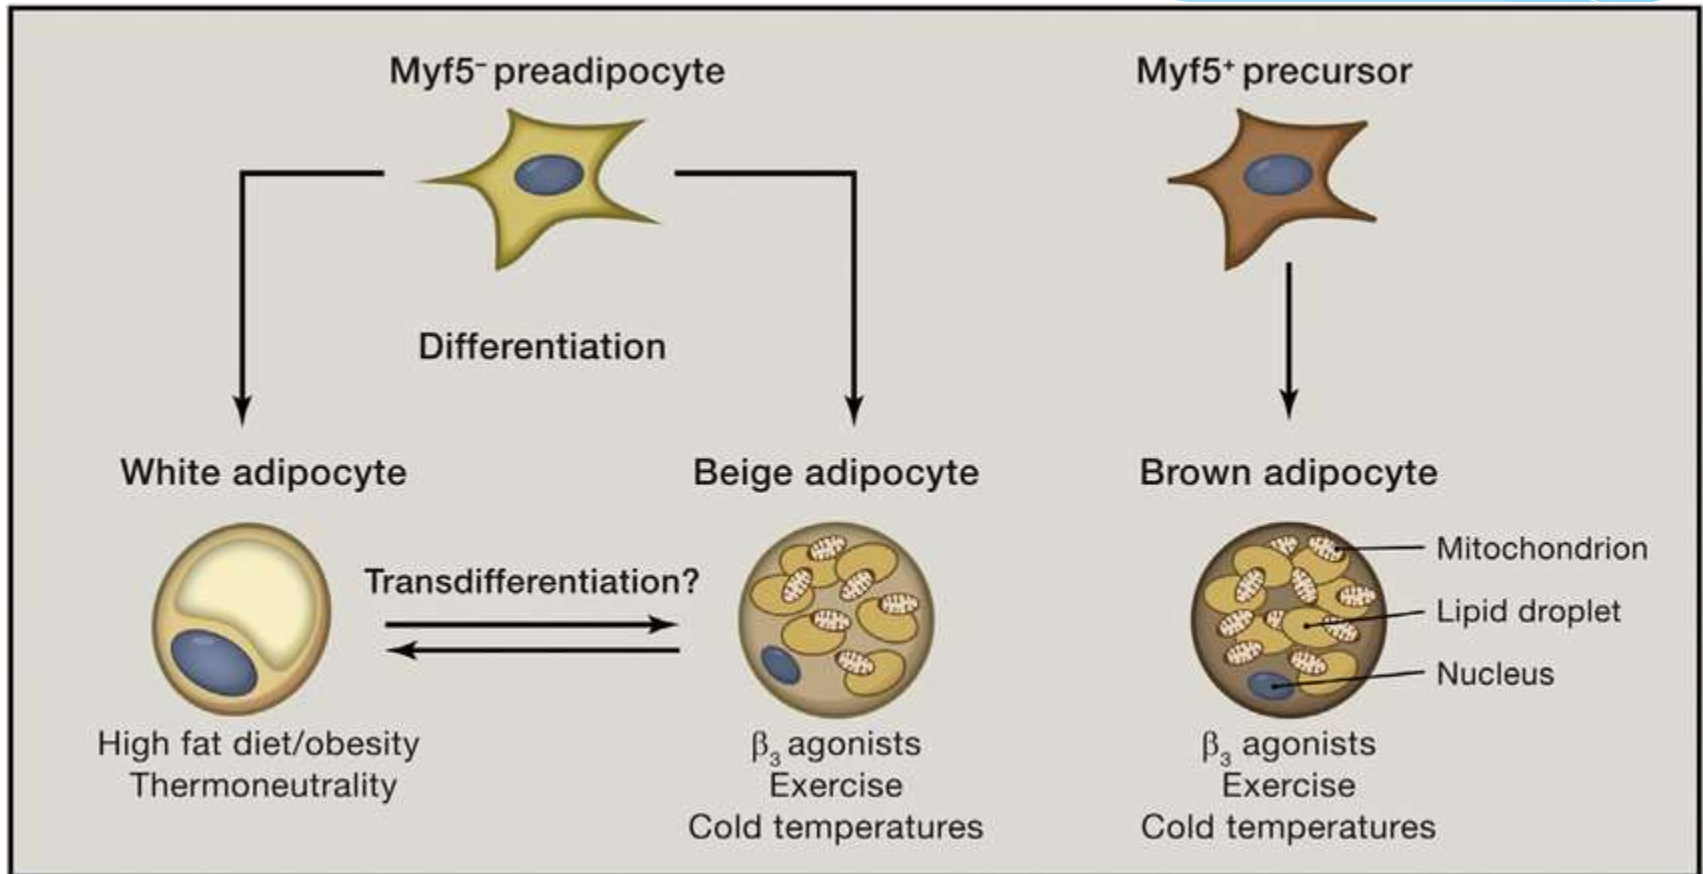 Myf5⁻ preadipocyte
Myf5⁺ precursor
Differentiation
White adipocyte
Beige adipocyte
Brown adipocyte
Transdifferentiation?
Mitochondrion
Lipid droplet
Nucleus
High fat diet/obesity
Thermoneutrality
β₃ agonists
Exercise
Cold temperatures
β₃ agonists
Exercise
Cold temperatures